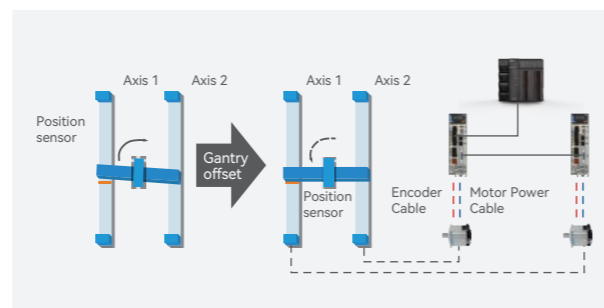 Axis 1
Axis 2
Position
sensor
Gantry
offset
Axis 1
Axis 2
Position
sensor
Encoder
Cable
Motor Power
Cable